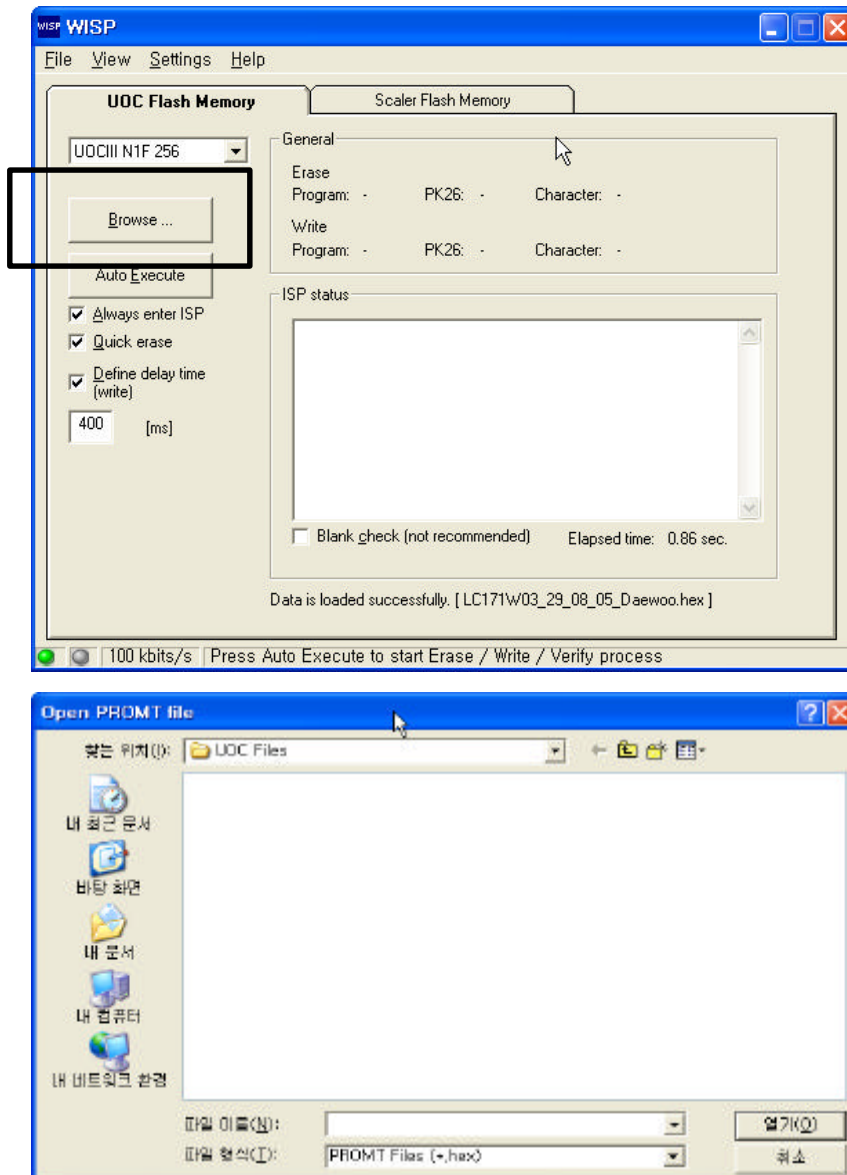 WISP WISP
File View Settings Help
UOC Flash Memory
Scaler Flash Memory
UOCIII N1F 256
Browse ...
Auto Execute
Always enter ISP
Quick erase
Define delay time
(write)
400 [ms]
General
Erase
Program: - PK26: - Character: -
Write
Program: - PK26: - Character: -
ISP status
Blank check (not recommended)
Elapsed time: 0.86 sec.
Data is loaded successfully. [ LC171W03_29_08_05_Daewoo.hex ]
100 kbits/s Press Auto Execute to start Erase / Write / Verify process
Open PROMT file
찾는 위치(I): UOC Files
내 최근 문서
바탕 화면
내 문서
내 컴퓨터
내 네트워크 환경
파일 이름(N):
열기(O)
파일 형식(T): PROMT Files (*.hex)
취소